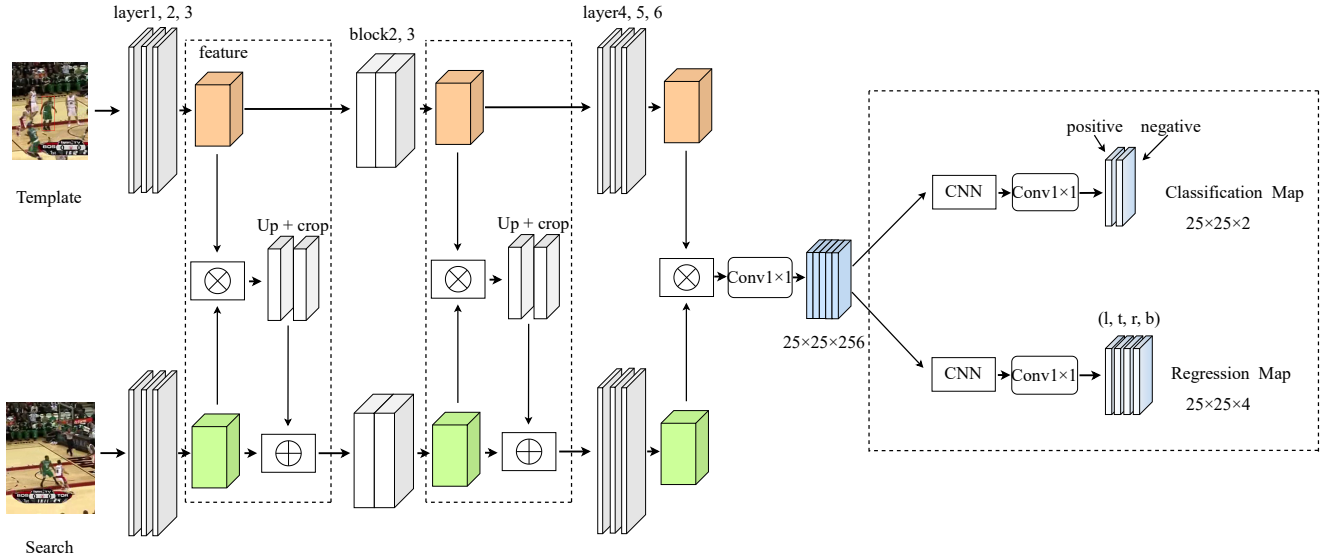 layer1, 2, 3
layer4, 5, 6
block2, 3
feature
positive
negative
Template
CNN
Conv1×1
Classification Map
25×25×2
Up + crop
Up + crop
Conv1×1
25×25×256
(l, t, r, b)
CNN
Conv1×1
Regression Map
25×25×4
Search